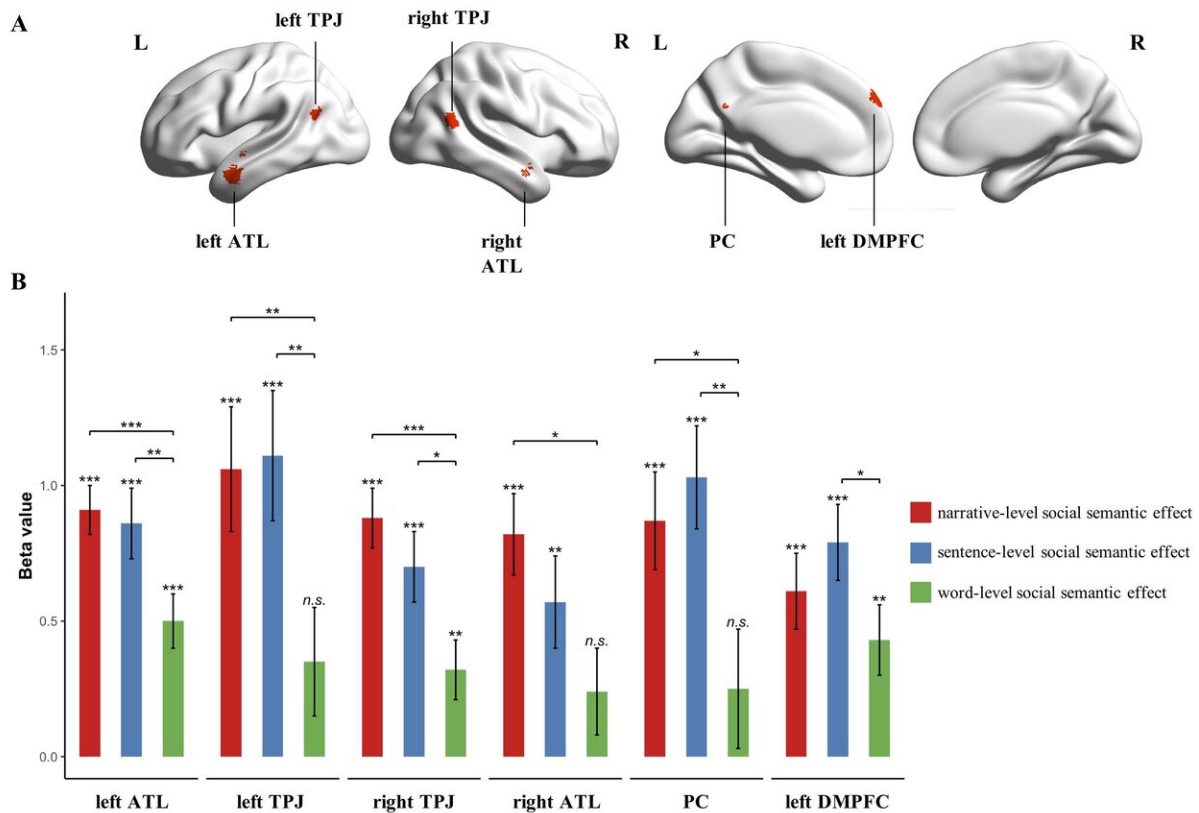 A
left TPJ
right TPJ
L
R
L
R
left ATL
right
ATL
PC
left DMPFC
B
Beta value
1.5
1.0
0.5
0.0
***
**
***
***
***
**
***
***
**
**
n.s.
***
***
**
***
*
***
**
n.s.
*
***
***
n.s.
*
**
***
***
**
*
left ATL
left TPJ
right TPJ
right ATL
PC
left DMPFC
narrative-level social semantic effect
sentence-level social semantic effect
word-level social semantic effect